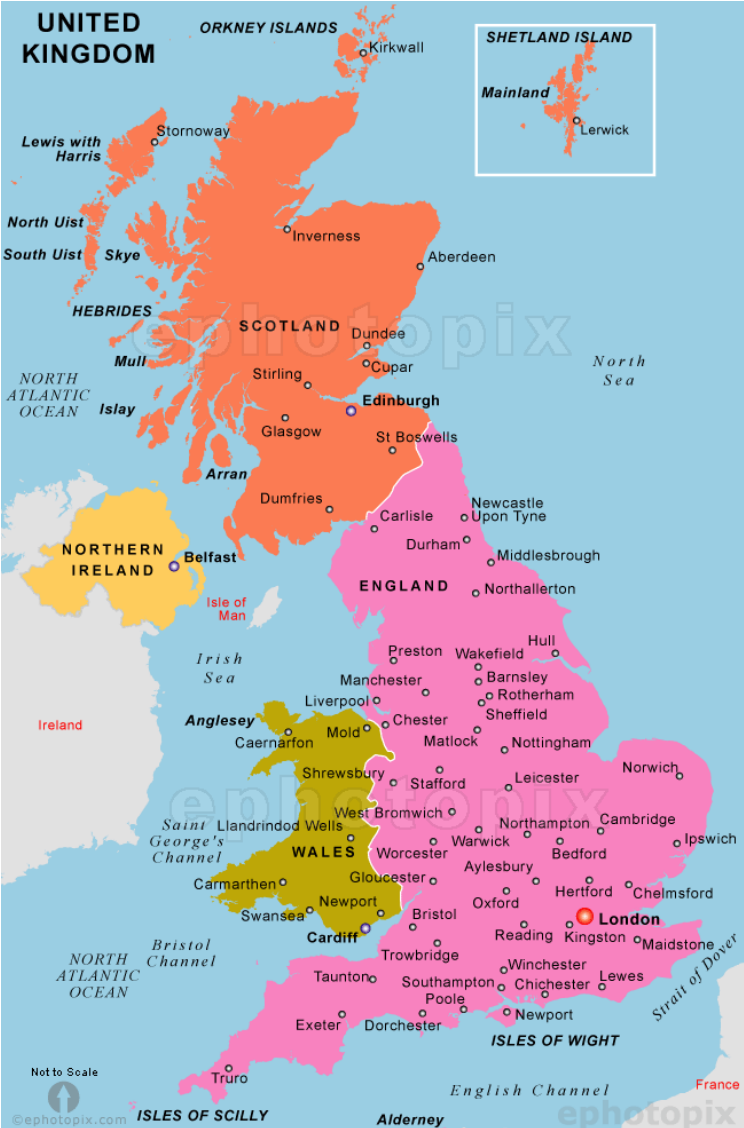 UNITED
KINGDOM
ORKNEY ISLANDS
Kirkwall
SHETLAND ISLAND
Mainland
Lerwick
Lewis with
Harris
Stornoway
North Uist
South Uist
Skye
Inverness
Aberdeen
HEBRIDES
SCOTLAND
ephotopix
Dundee
Cupar
Mull
Stirling
North
Sea
NORTH
ATLANTIC
OCEAN
Islay
Edinburgh
Glasgow
St Boswells
Arran
Dumfries
Carlisle
Newcastle
Upon Tyne
Durham
NORTHERN
IRELAND
Belfast
Middlesbrough
ENGLAND
Northallerton
Isle of
Man
Hull
Irish
Sea
Preston
Wakefield
Barnsley
Manchester
Rotherham
Liverpool
Sheffield
Anglesey
Ireland
Caernarfon
Mold
Chester
Matlock
Nottingham
Shrewsbury
Stafford
Leicester
Norwich
ephotopix
West Bromwich
Saint
George's
Channel
Llandrindod Wells
Northampton
Cambridge
Warwick
Bedford
Ipswich
WALES
Worcester
Aylesbury
Carmarthen
Gloucester
Oxford
Hertford
Chelmsford
Newport
Swansea
Bristol
London
Cardiff
Reading
Kingston
Maidstone
Bristol
Channel
Trowbridge
NORTH
ATLANTIC
OCEAN
Winchester
Taunton
Southampton
Chichester
Lewes
Strait of Dover
Poole
Exeter
Dorchester
Newport
ISLES OF WIGHT
Not to Scale
Truro
English Channel
France
©ephotopix.com
ISLES OF SCILLY
Alderney
ephotopix